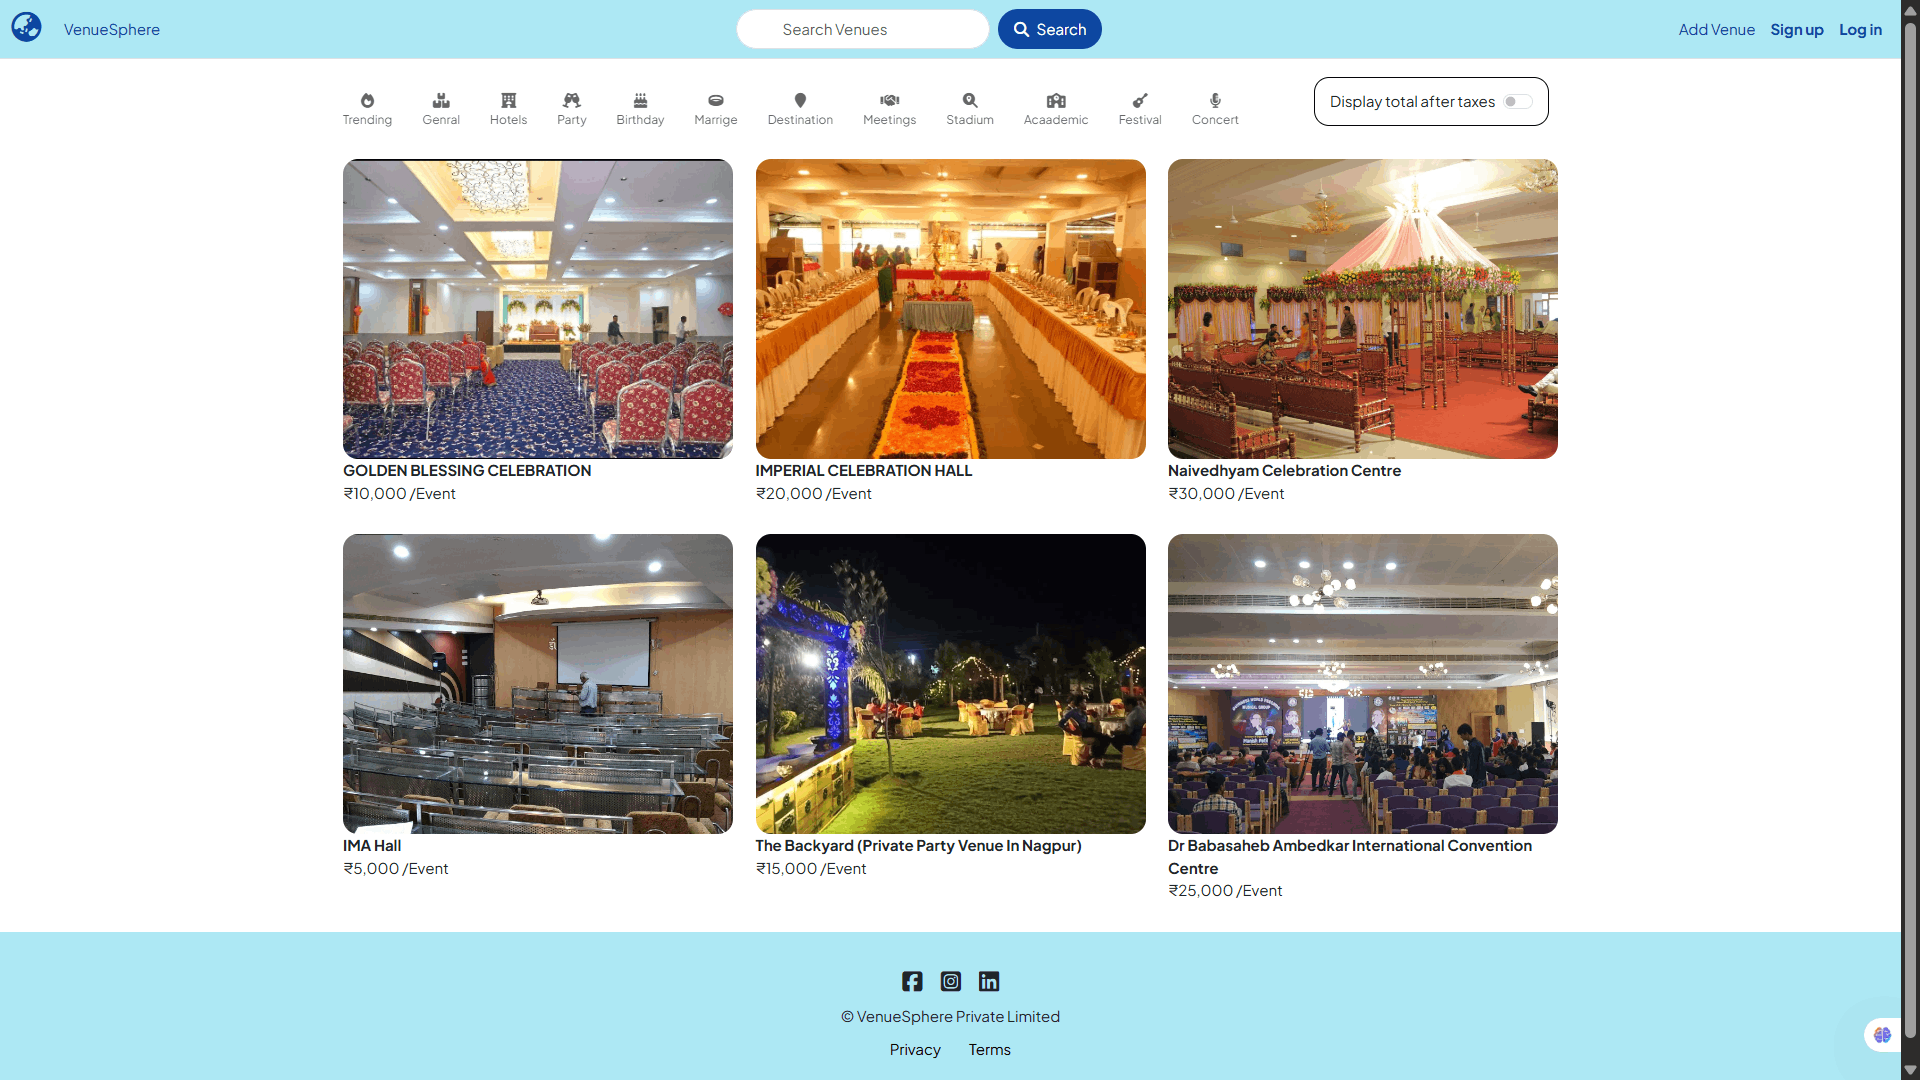 VenueSphere
Search Venues
Search
Add Venue
Sign up
Log in
Trending
Genral
Hotels
Party
Birthday
Marrige
Destination
Meetings
Stadium
Acaademic
Festival
Concert
Display total after taxes
GOLDEN BLESSING CELEBRATION
₹10,000 /Event
IMPERIAL CELEBRATION HALL
₹20,000 /Event
Naivedhyam Celebration Centre
₹30,000 /Event
IMA Hall
₹5,000 /Event
The Backyard (Private Party Venue In Nagpur)
₹15,000 /Event
Dr Babasaheb Ambedkar International Convention
Centre
₹25,000 /Event
© VenueSphere Private Limited
Privacy
Terms